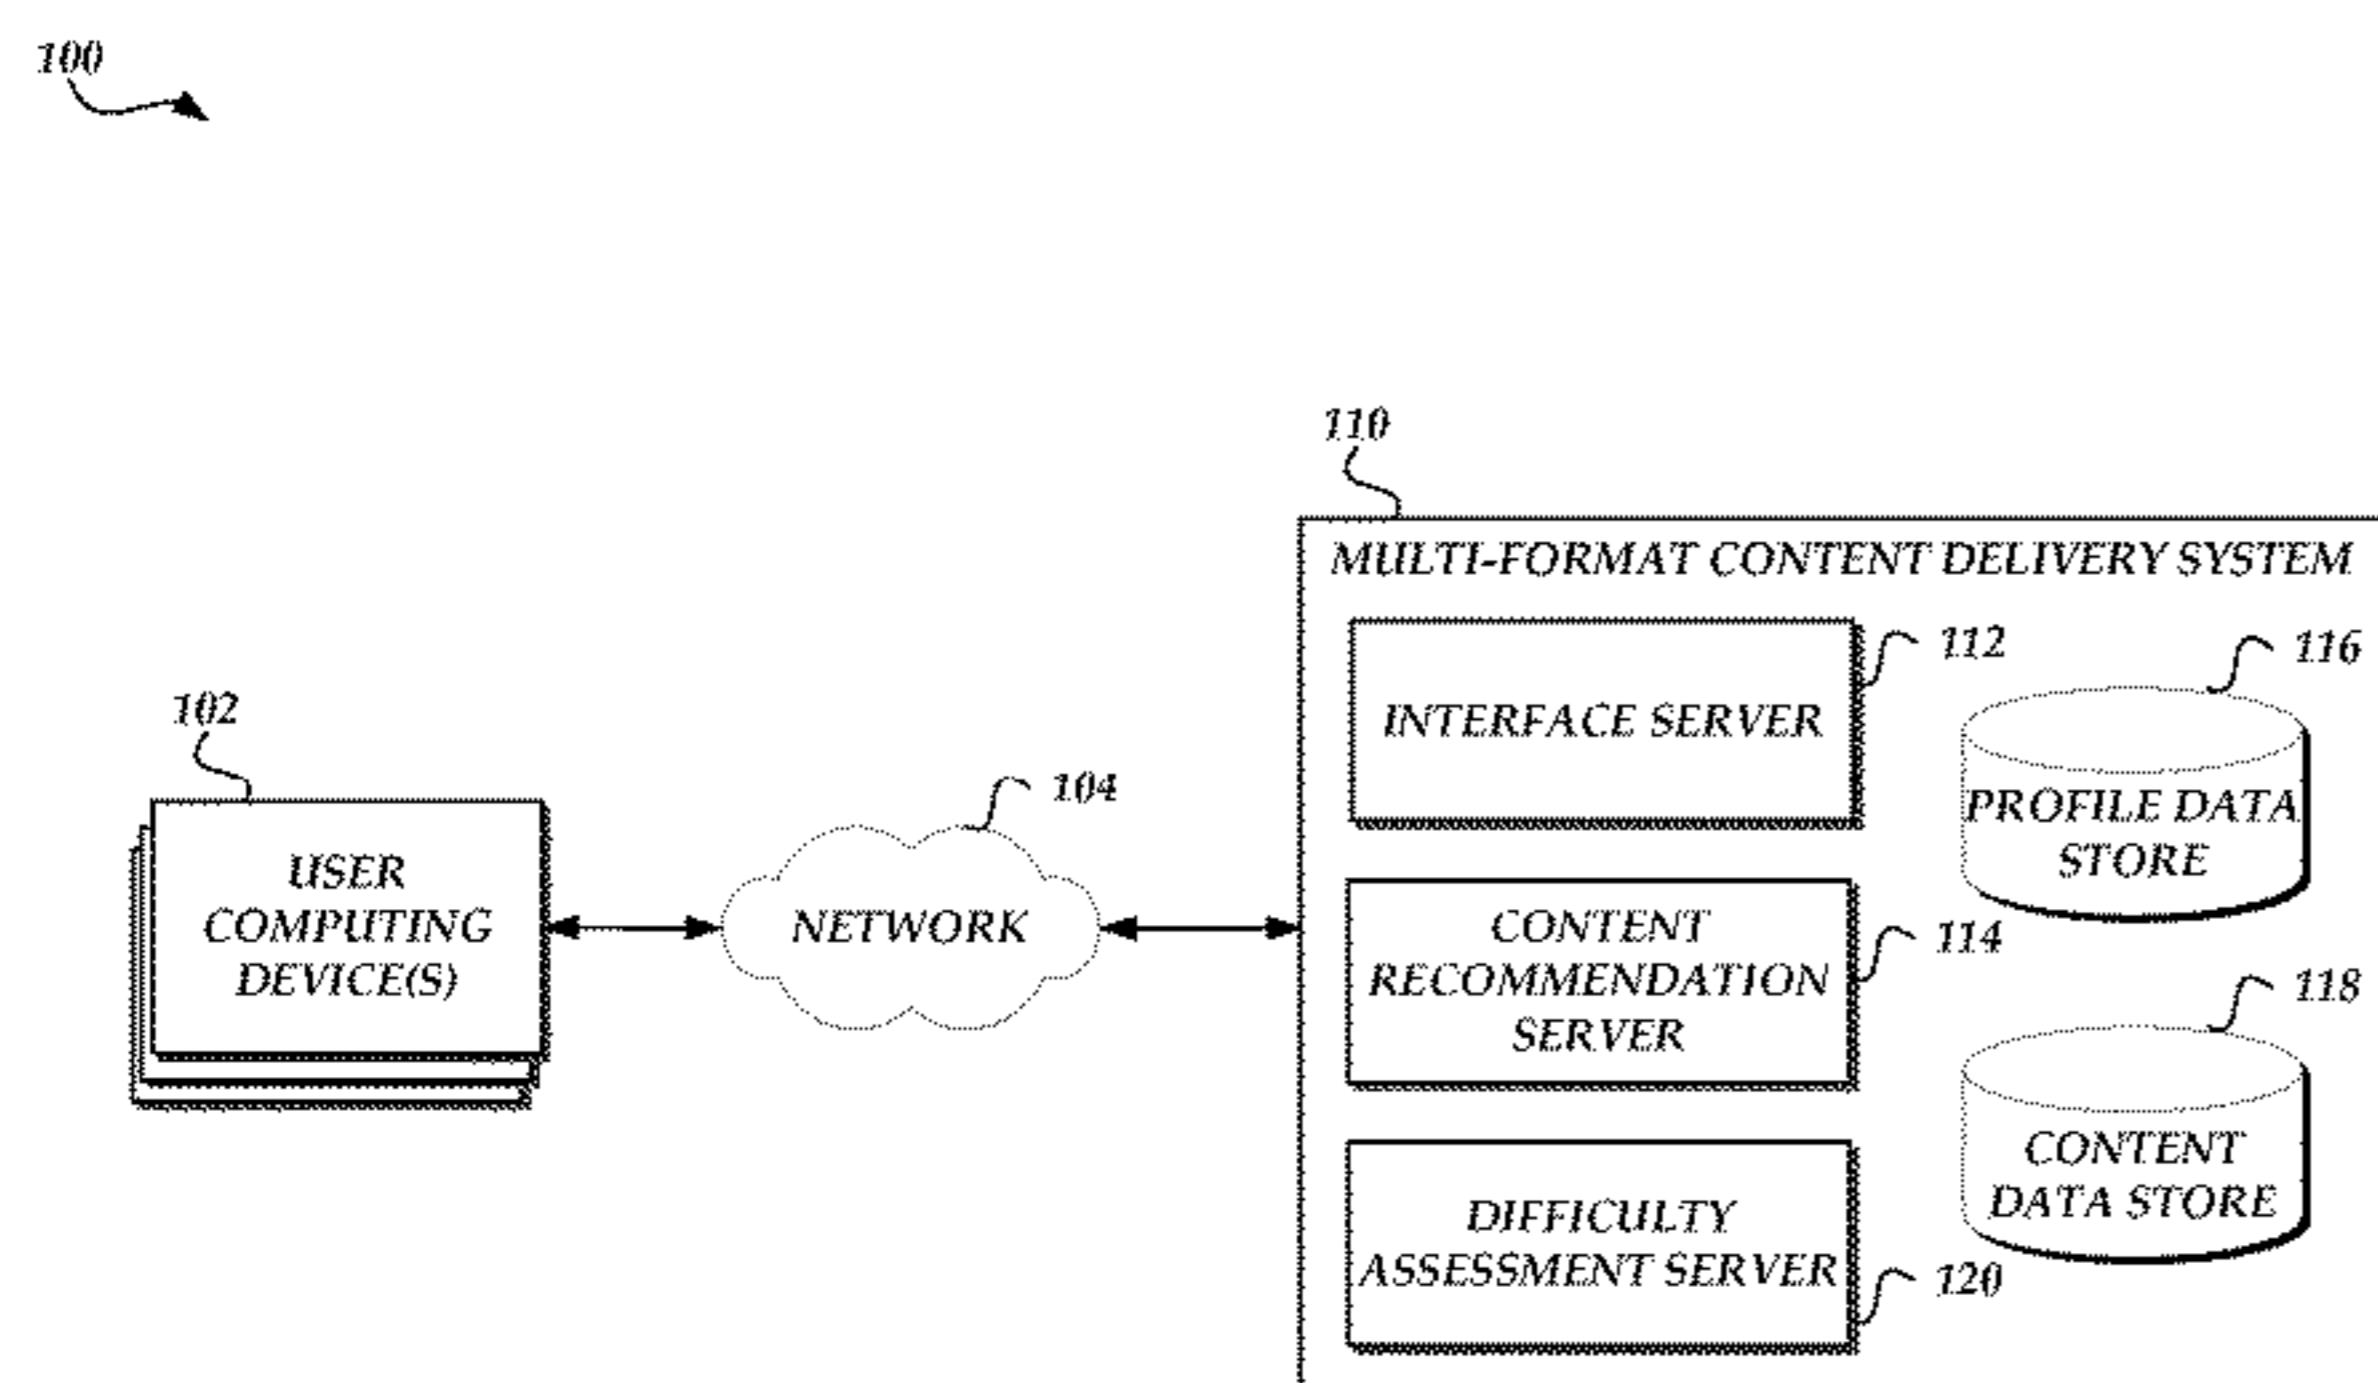 100
110
MULTI-FORMAT CONTENT DELIVERY SYSTEM
112
INTERFACE SERVER
116
PROFILE DATA
STORE
102
USER
COMPUTING
DEVICE(S)
104
NETWORK
114
CONTENT
RECOMMENDATION
SERVER
118
CONTENT
DATA STORE
DIFFICULTY
ASSESSMENT SERVER
120